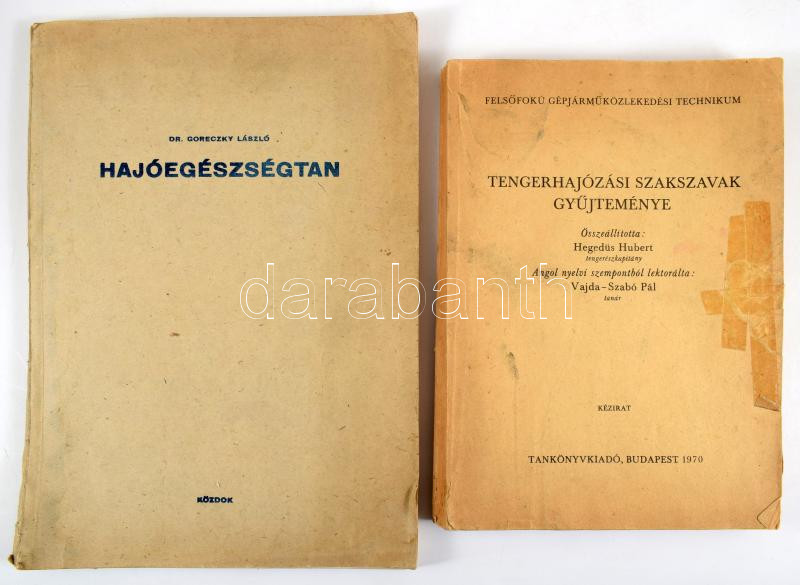 DR. GORECZKY LÁSZLÓ
HAJÓEGÉSZSÉGTAN
KÖZDOK
FELSŐFOKÚ GÉPJÁRMŰKÖZLEKEDÉSI TECHNIKUM
TENGERHAJÓZÁSI SZAKSZAVAK
GYŰJTEMÉNYE
Összeállította:
Hegedüs Hubert
tengerészkapitány
Angol nyelvi szempontból lektorálta:
Vajda–Szabó Pál
tanár
KÉZIRAT
TANKÖNYVKIADÓ, BUDAPEST 1970
darabanth